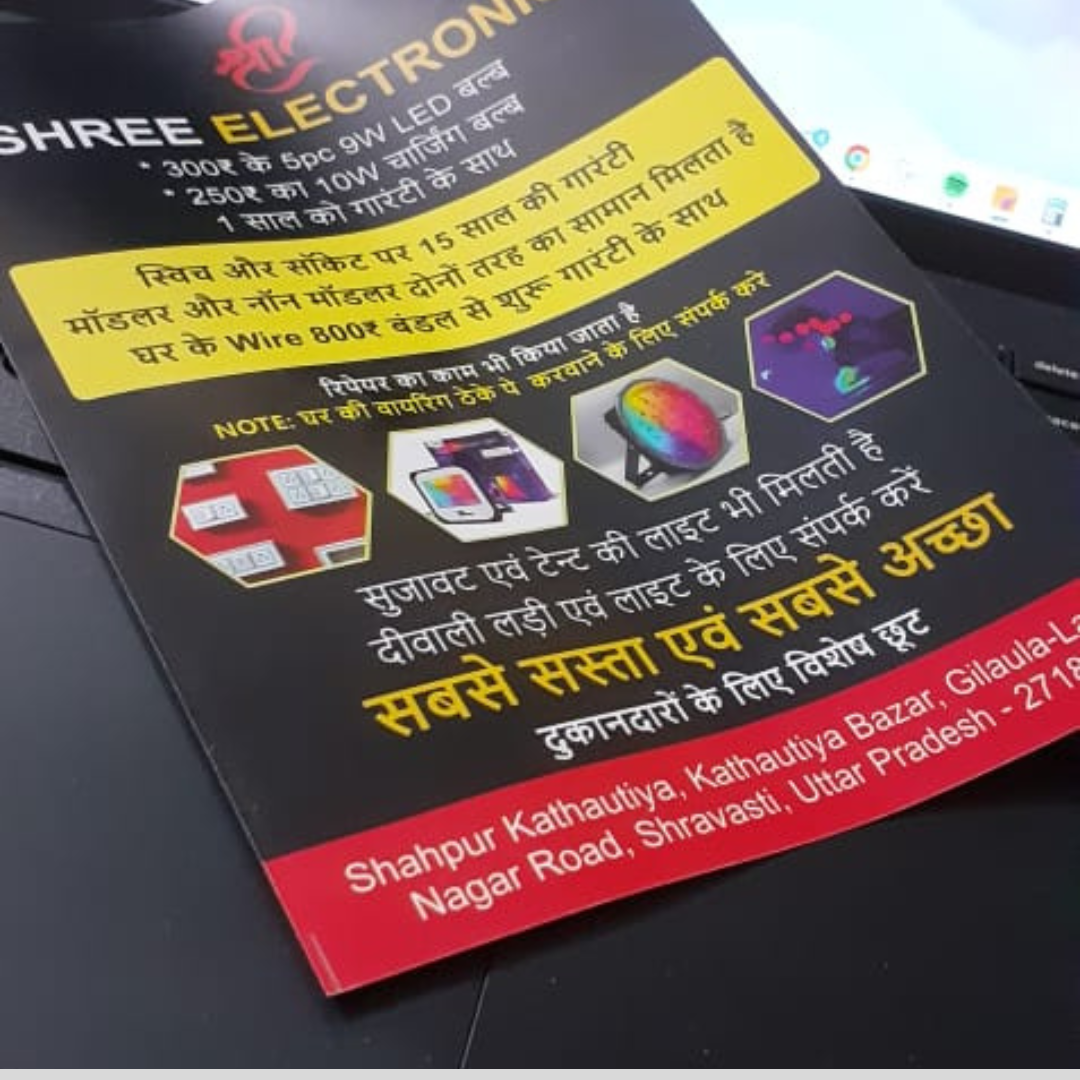 श्री
SHREE ELECTRONI
* 300₹ के 5pc 9W LED बल्ब
* 250₹ का 10W चार्जिंग बल्ब
1 साल को गारंटी के साथ
स्विच और सॉकेट पर 15 साल की गारंटी
मॉडलर और नॉन मॉडलर दोनों तरह का सामान मिलता है
घर के Wire 800₹ बंडल से शुरू गारंटी के साथ
रिपेयर का काम भी किया जाता है
NOTE: घर की वायरिंग ठेके पे करवाने के लिए संपर्क करे
सुजावट एवं टेन्ट की लाइट भी मिलती है
दीवाली लड़ी एवं लाइट के लिए संपर्क करें
सबसे सस्ता एवं सबसे अच्छा
दुकानदारों के लिए विशेष छूट
Shahpur Kathautiya, Kathautiya Bazar, Gilaula-La
Nagar Road, Shravasti, Uttar Pradesh - 2718
delete